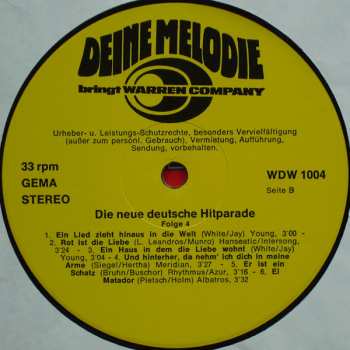 DEINE MELODIE
bringt WARREN COMPANY
Urheber- u. Leistungs-Schutzrechte, besonders Vervielfältigung
(außer zum persönl. Gebrauch), Vermietung, Aufführung,
Sendung, vorbehalten.
33 rpm
GEMA
STEREO
WDW 1004
Seite B
Die neue deutsche Hitparade
Folge 4
1. Ein Lied zieht hinaus in die Welt (White/Jay) Young, 3'00 -
2. Rot ist die Liebe (L. Leandros/Munro) Hanseatic/Intersong,
3'24 - 3. Ein Haus in dem die Liebe wohnt (White/Jay)
Young, 3'04 - 4. Und hinterher, da nehm' ich dich in meine
Arme (Siegel/Hertha) Meridian, 3'27 - 5. Er ist ein
Schatz (Bruhn/Buschor) Rhythmus/Azur, 3'16 - 6. El
Matador (Pietsch/Holm) Albatros, 3'32